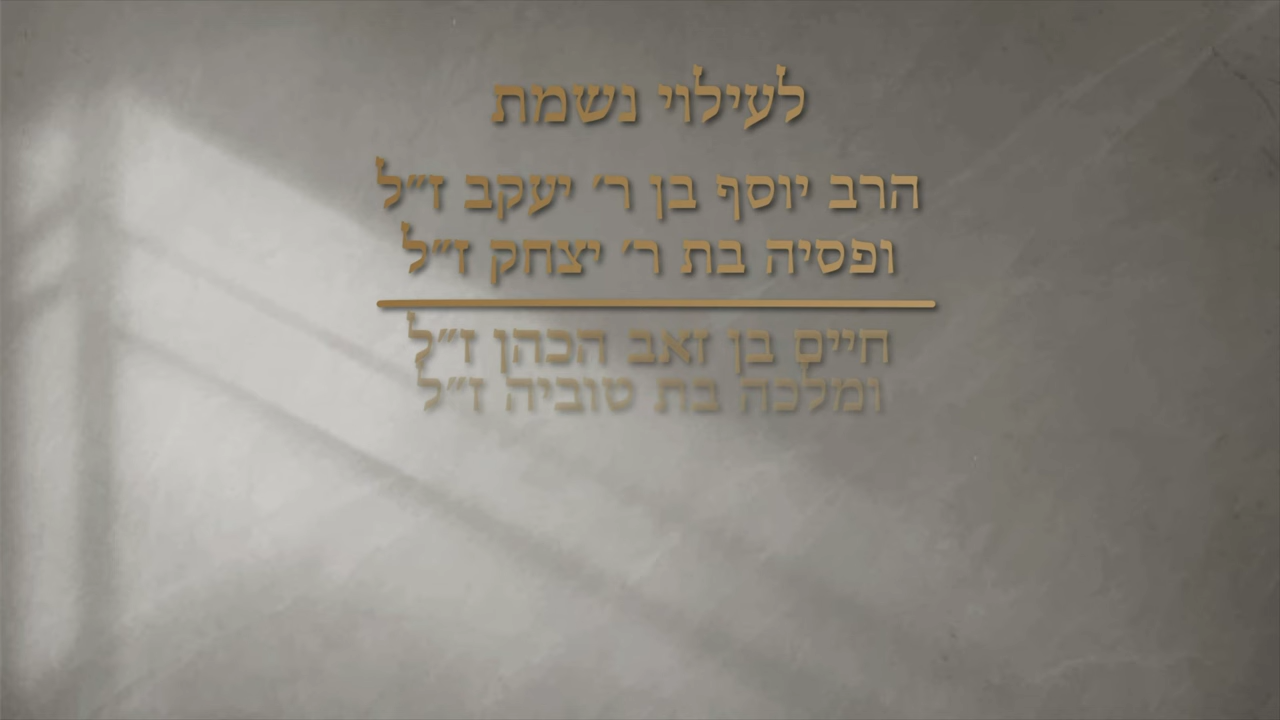 לעילוי נשמת
הרב יוסף בן ר׳ יעקב ז״ל
ופסיה בת ר׳ יצחק ז״ל
חיים בן זאב הכהן ז״ל
ומלכה בת טוביה ז״ל